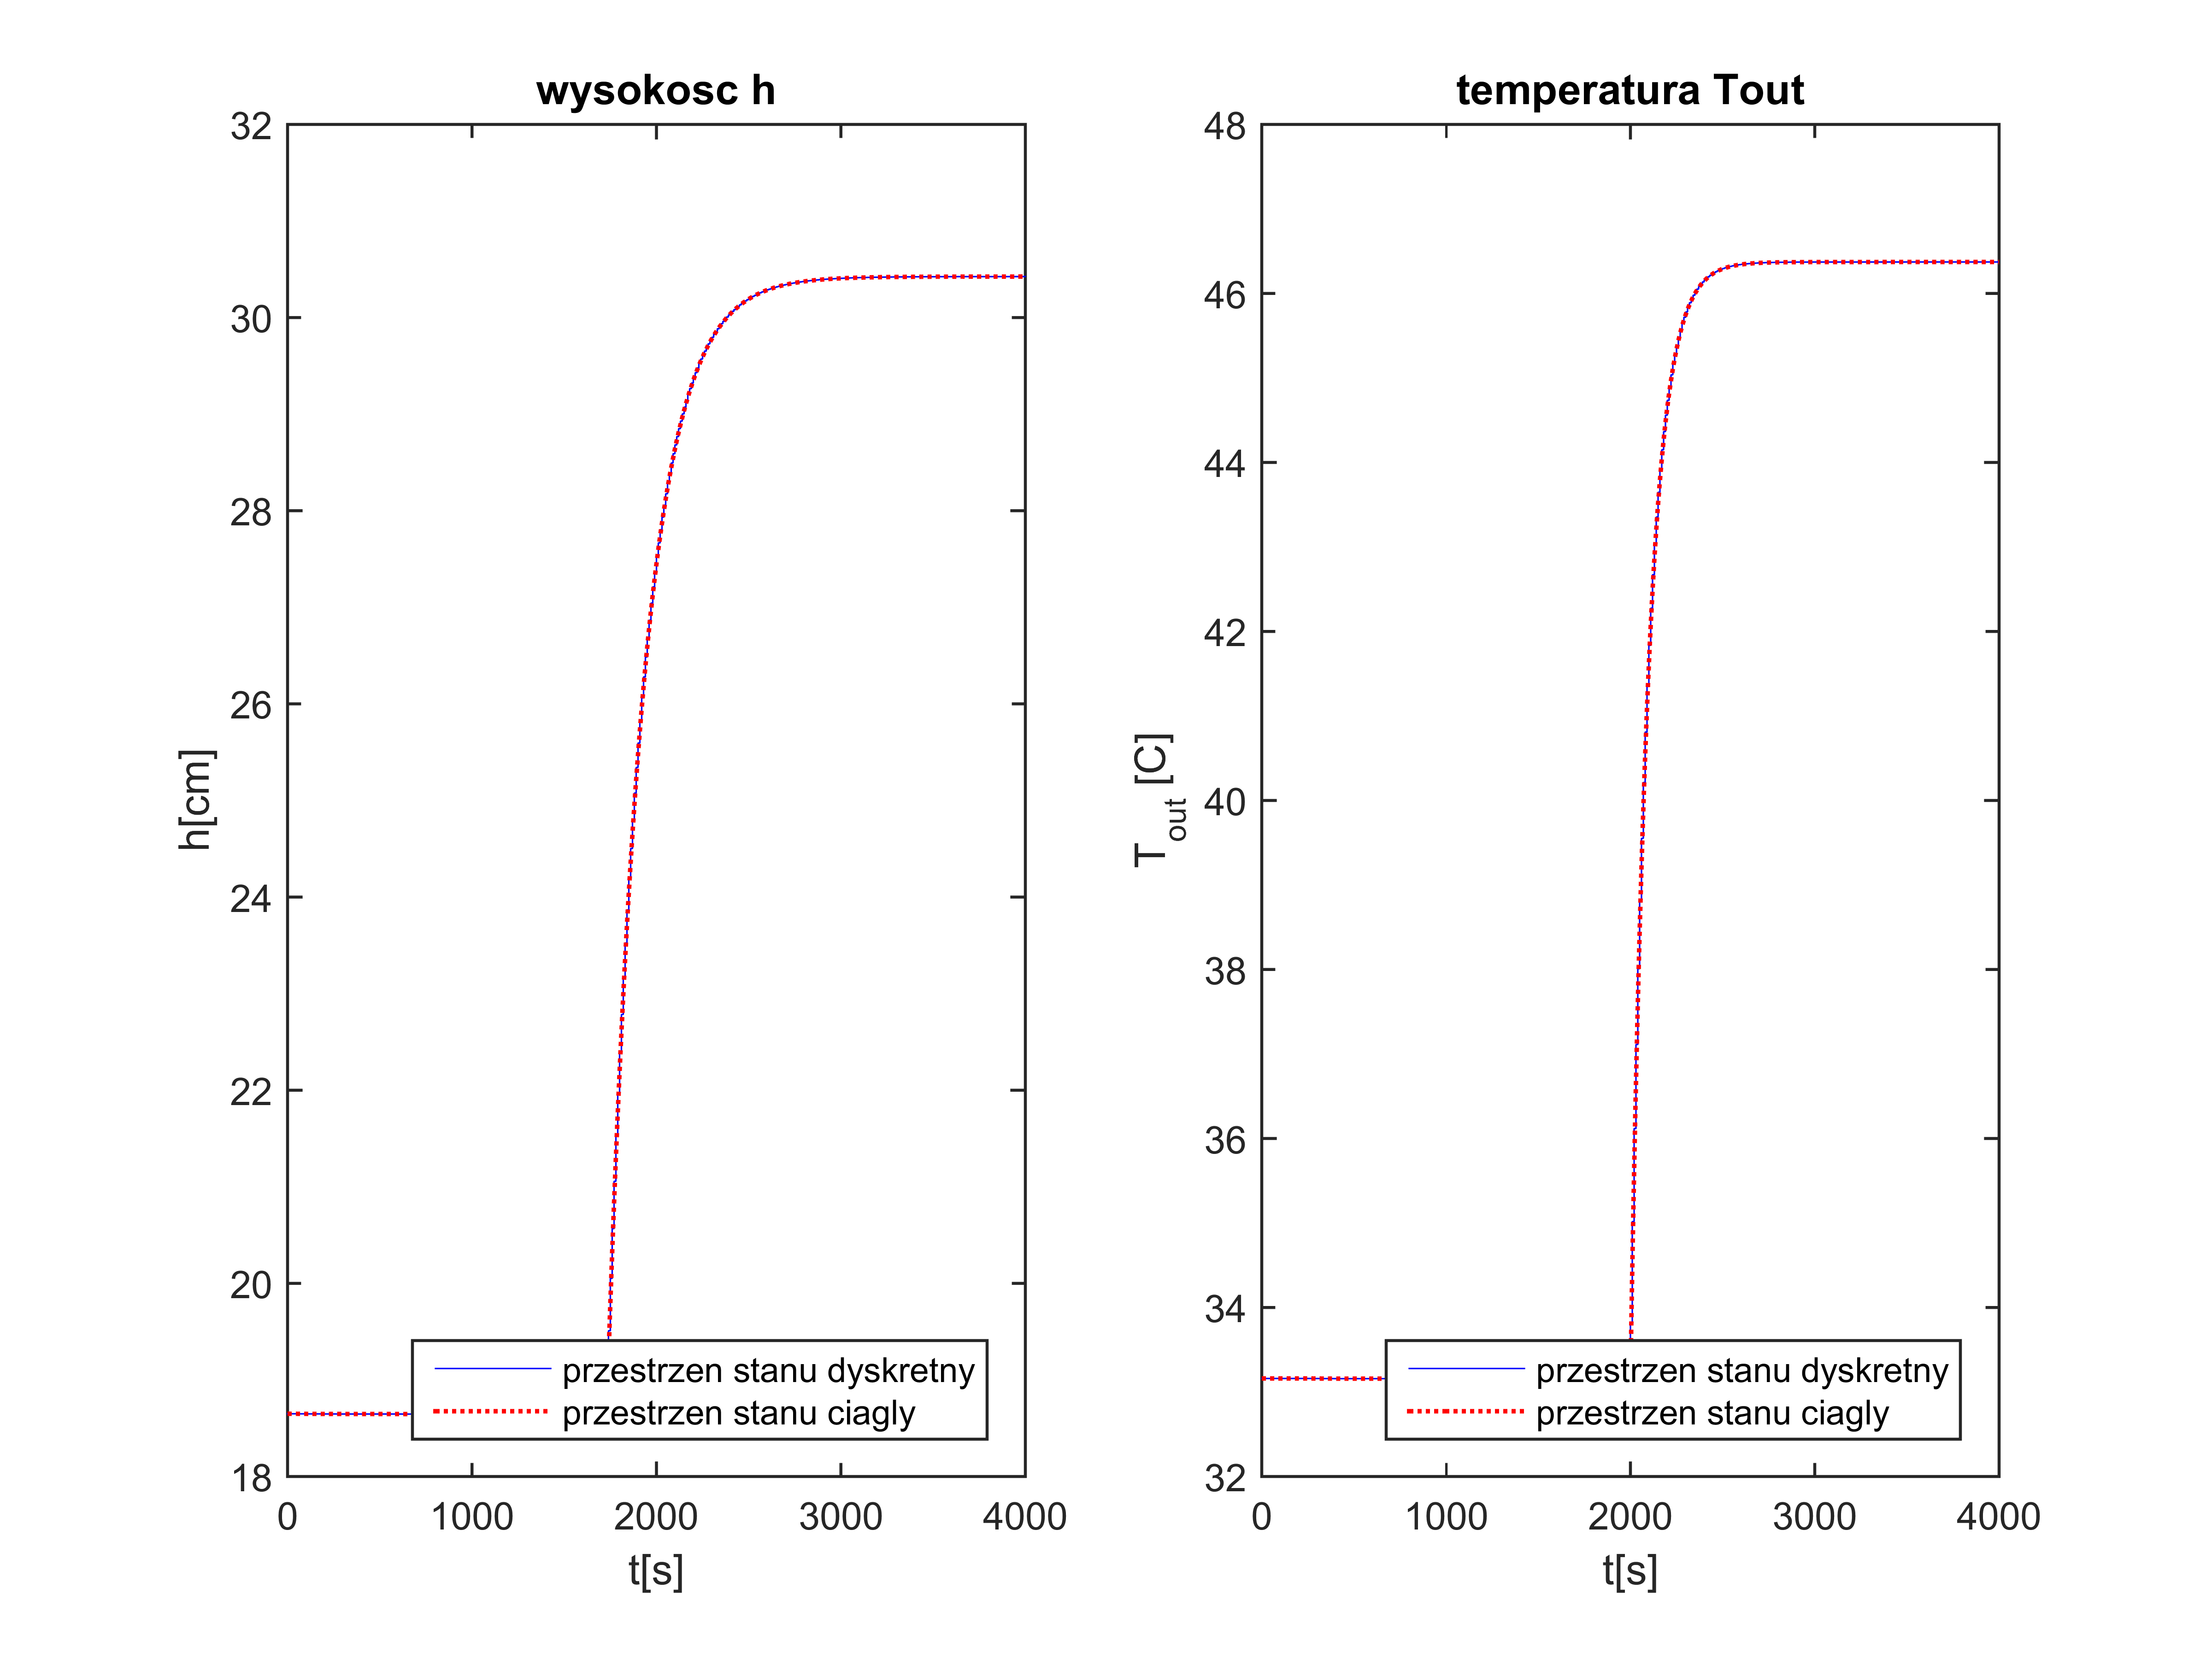 wysokosc h
32
30
28
26
24
22
20
18
h[cm]
0 1000 2000 3000 4000
t[s]
przestrzen stanu dyskretny
przestrzen stanu ciagly
temperatura Tout
48
46
44
42
40
38
36
34
32
T_out [C]
0 1000 2000 3000 4000
t[s]
przestrzen stanu dyskretny
przestrzen stanu ciagly